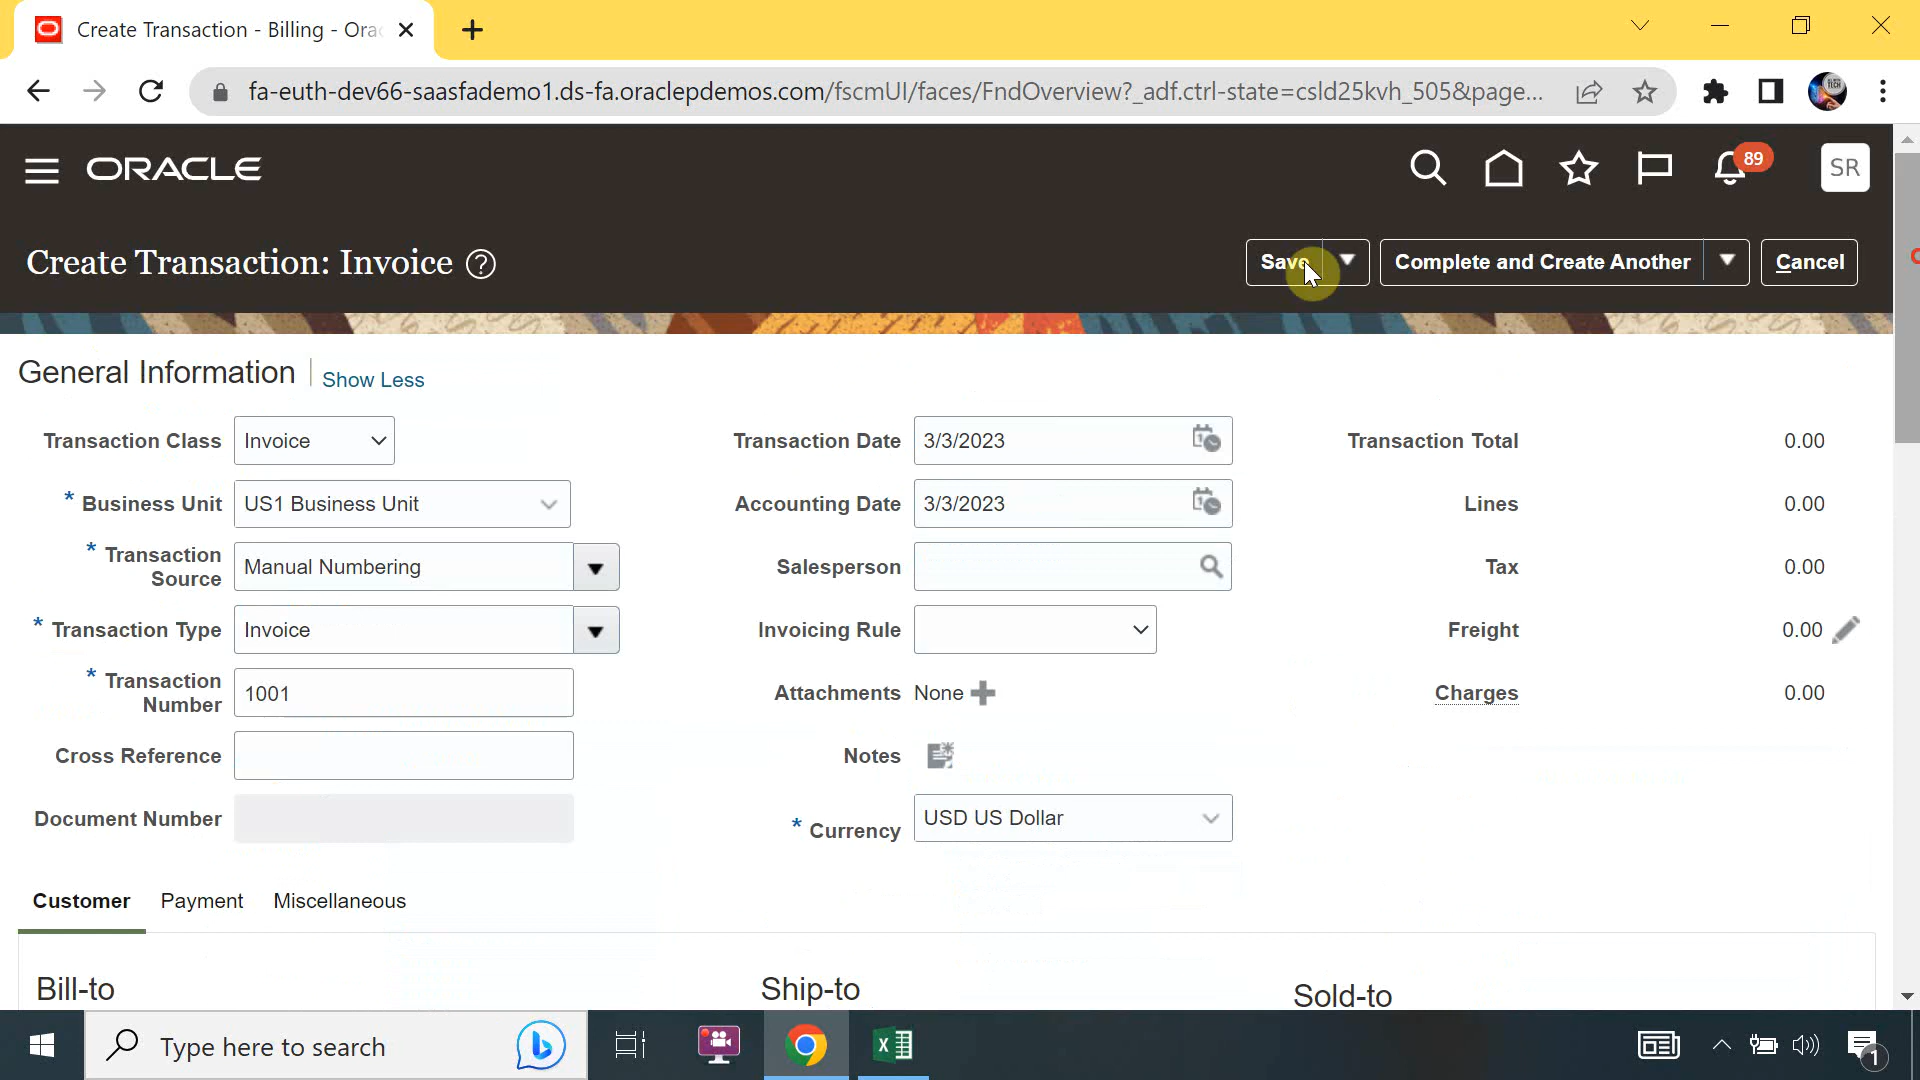 Create Transaction - Billing - Orac
fa-euth-dev66-saasfademo1.ds-fa.oraclepdemos.com/fscmUI/faces/FndOverview?_adf.ctrl-state=csld25kvh_505&page...
ORACLE
89
SR
Create Transaction: Invoice ?
Save
Complete and Create Another
Cancel
General Information
Show Less
Transaction Class Invoice
Transaction Date 3/3/2023
Transaction Total 0.00
* Business Unit US1 Business Unit
Accounting Date 3/3/2023
Lines 0.00
* Transaction Source Manual Numbering
Salesperson
Tax 0.00
* Transaction Type Invoice
Invoicing Rule
Freight 0.00
* Transaction Number 1001
Attachments None
Charges 0.00
Cross Reference
Notes
Document Number
* Currency USD US Dollar
Customer Payment Miscellaneous
Bill-to
Ship-to
Sold-to
Type here to search
1